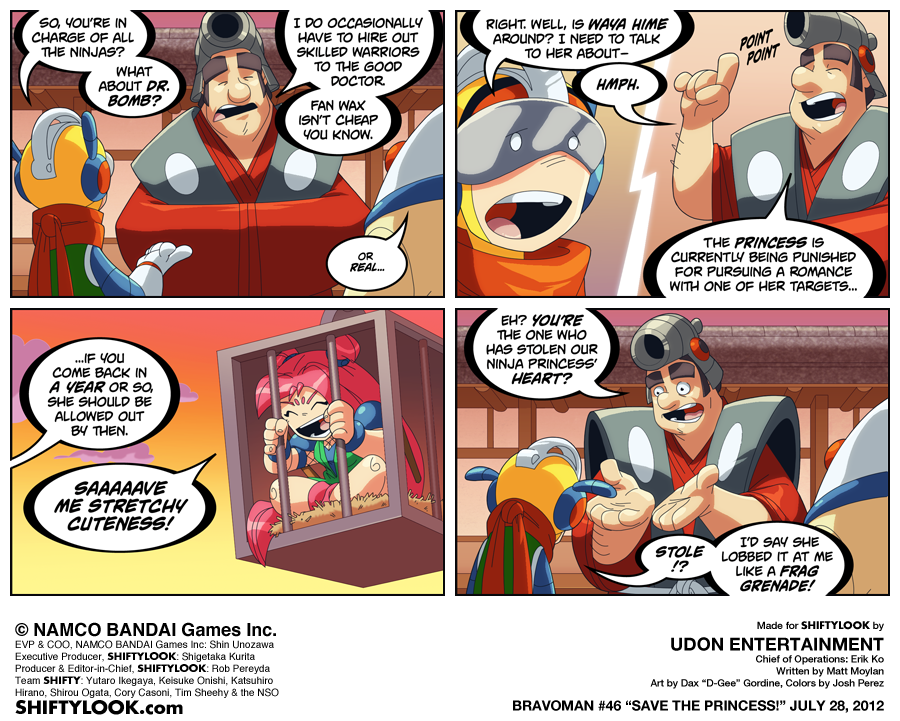 SO, YOU'RE IN
CHARGE OF ALL
THE NINJAS?
WHAT
ABOUT DR.
BOMB?
I DO OCCASIONALLY
HAVE TO HIRE OUT
SKILLED WARRIORS
TO THE GOOD
DOCTOR.
FAN WAX
ISN'T CHEAP
YOU KNOW.
OR
REAL...
RIGHT. WELL, IS WAYA HIME
AROUND? I NEED TO TALK
TO HER ABOUT–
HMPH.
POINT
POINT
THE PRINCESS IS
CURRENTLY BEING PUNISHED
FOR PURSUING A ROMANCE
WITH ONE OF HER TARGETS...
...IF YOU
COME BACK IN
A YEAR OR SO,
SHE SHOULD BE
ALLOWED OUT
BY THEN.
SAAAAAVE
ME STRETCHY
CUTENESS!
EH? YOU'RE
THE ONE WHO
HAS STOLEN OUR
NINJA PRINCESS'
HEART?
STOLE
!?
I'D SAY SHE
LOBBED IT AT ME
LIKE A FRAG
GRENADE!
© NAMCO BANDAI Games Inc.
EVP & COO, NAMCO BANDAI Games Inc: Shin Unozawa
Executive Producer, SHIFTYLOOK: Shigetaka Kurita
Producer & Editor-in-Chief, SHIFTYLOOK: Rob Pereyda
Team SHIFTY: Yutaro Ikegaya, Keisuke Onishi, Katsuhiro
Hirano, Shirou Ogata, Cory Casoni, Tim Sheehy & the NSO
SHIFTYLOOK.com
Made for SHIFTYLOOK by
UDON ENTERTAINMENT
Chief of Operations: Erik Ko
Written by Matt Moylan
Art by Dax "D-Gee" Gordine, Colors by Josh Perez
BRAVOMAN #46 "SAVE THE PRINCESS!" JULY 28, 2012